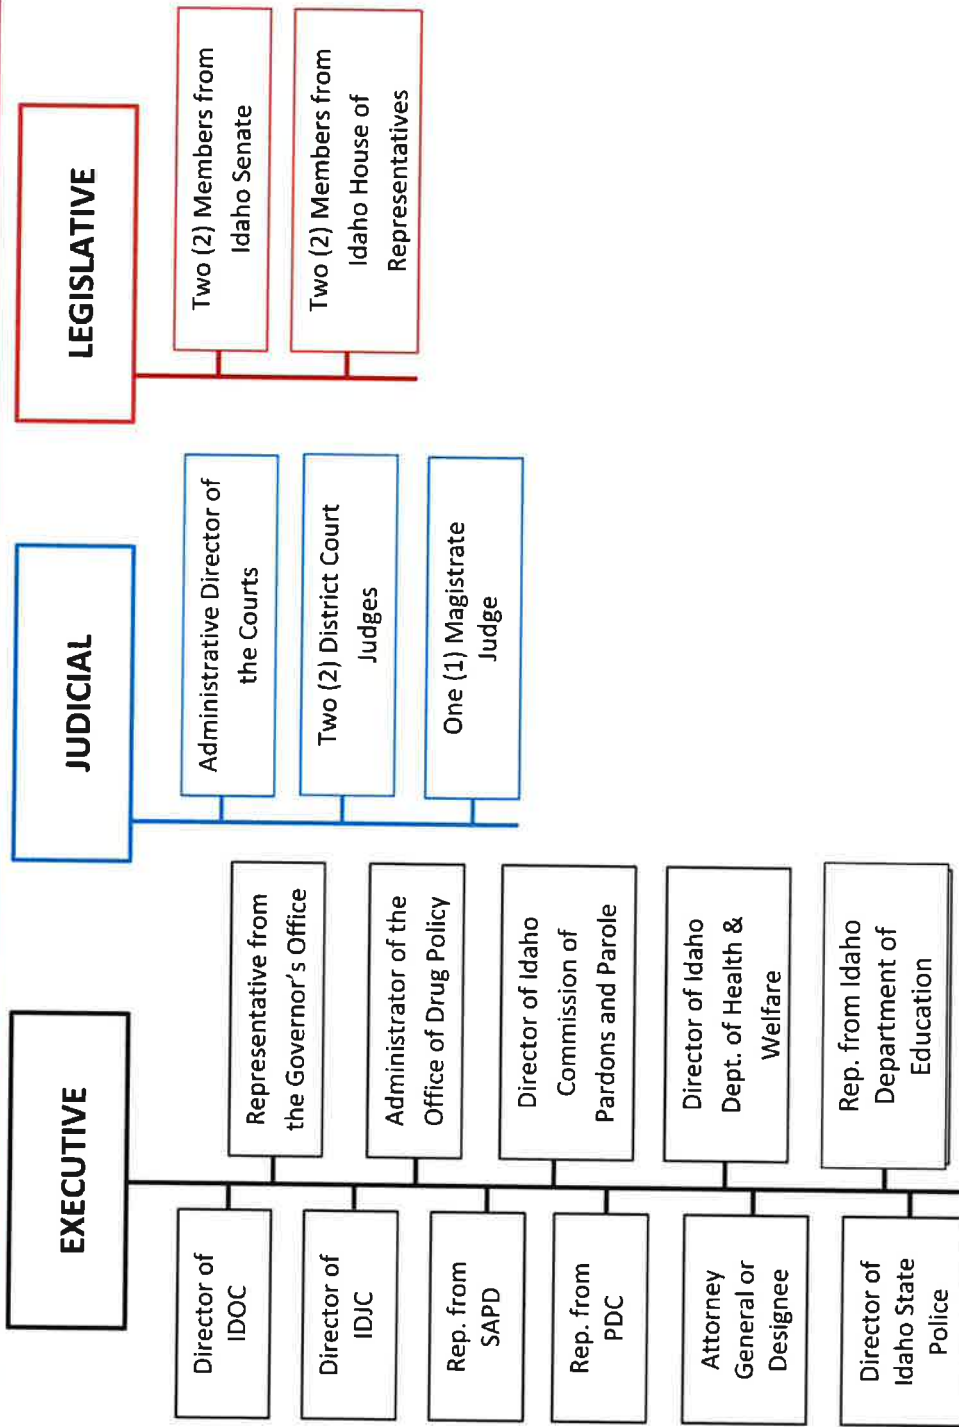 EXECUTIVE
Director of
IDOC
Director of
IDJC
Rep. from
SAPD
Rep. from
PDC
Attorney
General or
Designee
Director of
Idaho State
Police
Representative from
the Governor's Office
Administrator of the
Office of Drug Policy
Director of Idaho
Commission of
Pardons and Parole
Director of Idaho
Dept. of Health &
Welfare
Rep. from Idaho
Department of
Education
JUDICIAL
Administrative Director of
the Courts
Two (2) District Court
Judges
One (1) Magistrate
Judge
LEGISLATIVE
Two (2) Members from
Idaho Senate
Two (2) Members from
Idaho House of
Representatives